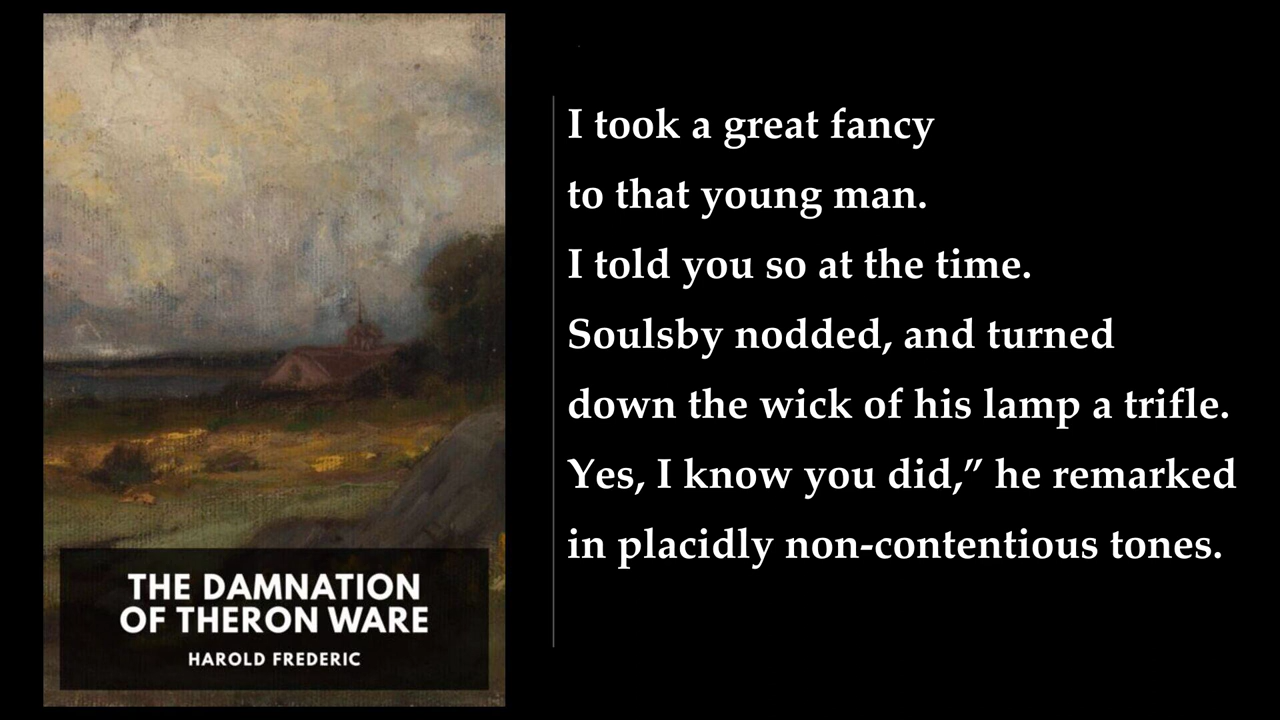 THE DAMNATION
OF THERON WARE
HAROLD FREDERIC
I took a great fancy
to that young man.
I told you so at the time.
Soulsby nodded, and turned
down the wick of his lamp a trifle.
Yes, I know you did,” he remarked
in placidly non-contentious tones.